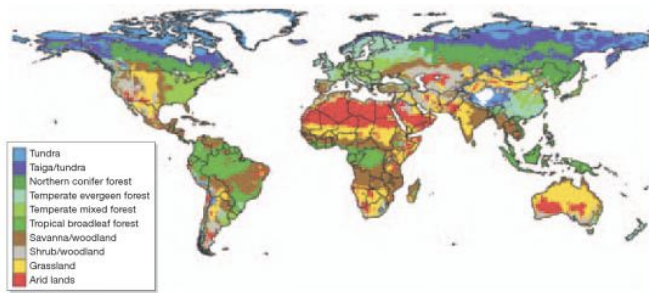 Tundra
Taiga/tundra
Northern conifer forest
Temperate evergeen forest
Temperate mixed forest
Tropical broadleaf forest
Savanna/woodland
Shrub/woodland
Grassland
Arid lands